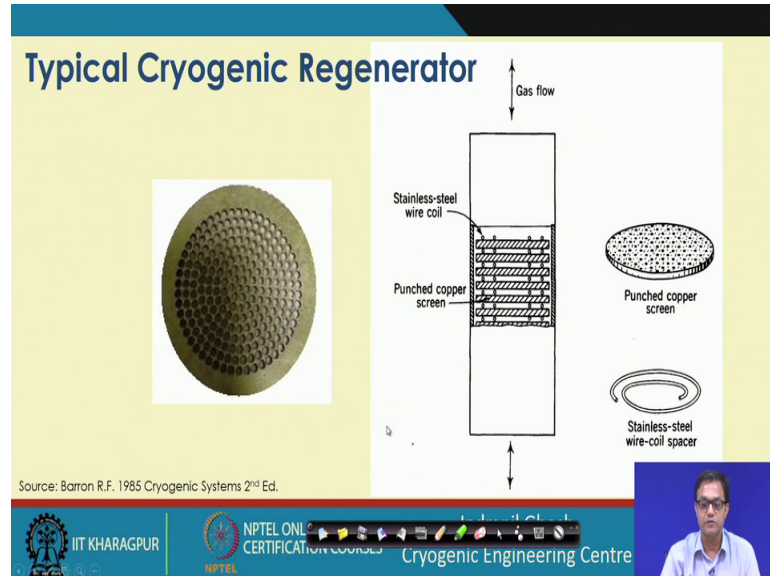 Typical Cryogenic Regenerator
Gas flow
Stainless-steel
wire coil
Punched copper
screen
Punched copper
screen
Stainless-steel
wire-coil spacer
Source: Barron R.F. 1985 Cryogenic Systems 2nd Ed.
IIT KHARAGPUR
NPTEL
NPTEL ONL
CERTIFICATION COURSES
Cryogenic Engineering Centre